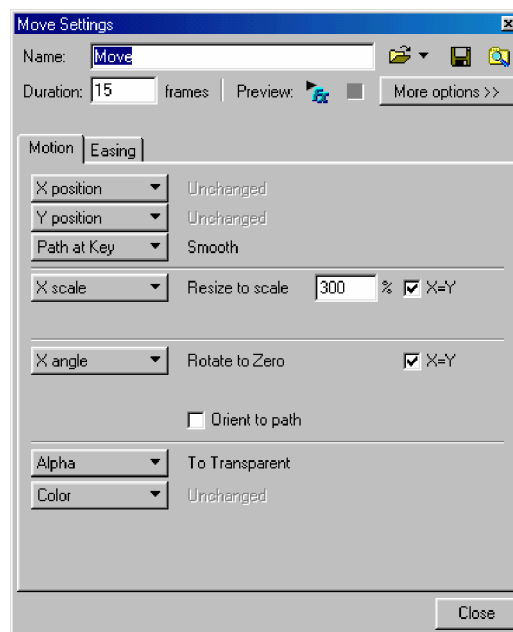 Move Settings
Name: Move
Duration: 15 frames Preview: More options >>
Motion Easing
X position Unchanged
Y position Unchanged
Path at Key Smooth
X scale Resize to scale 300 % X=Y
X angle Rotate to Zero X=Y
Orient to path
Alpha To Transparent
Color Unchanged
Close